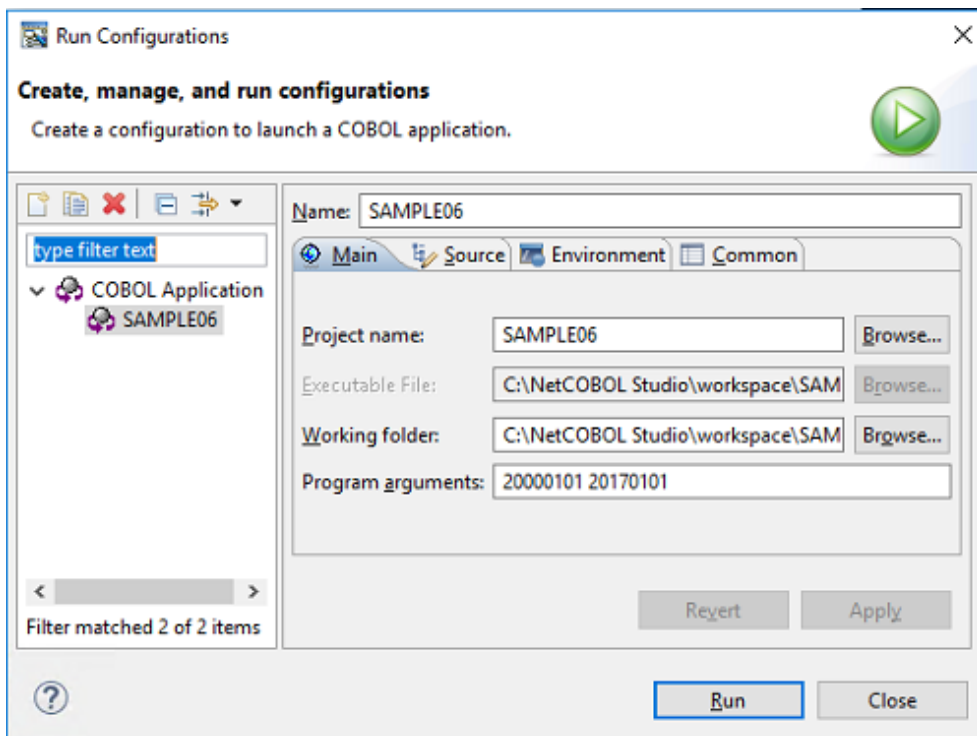 Run Configurations
Create, manage, and run configurations
Create a configuration to launch a COBOL application.
type filter text
COBOL Application
SAMPLE06
Filter matched 2 of 2 items
Name: SAMPLE06
Main Source Environment Common
Project name: SAMPLE06 Browse...
Executable File: C:\NetCOBOL Studio\workspace\SAM Browse...
Working folder: C:\NetCOBOL Studio\workspace\SAM Browse...
Program arguments: 20000101 20170101
Revert Apply
Run Close